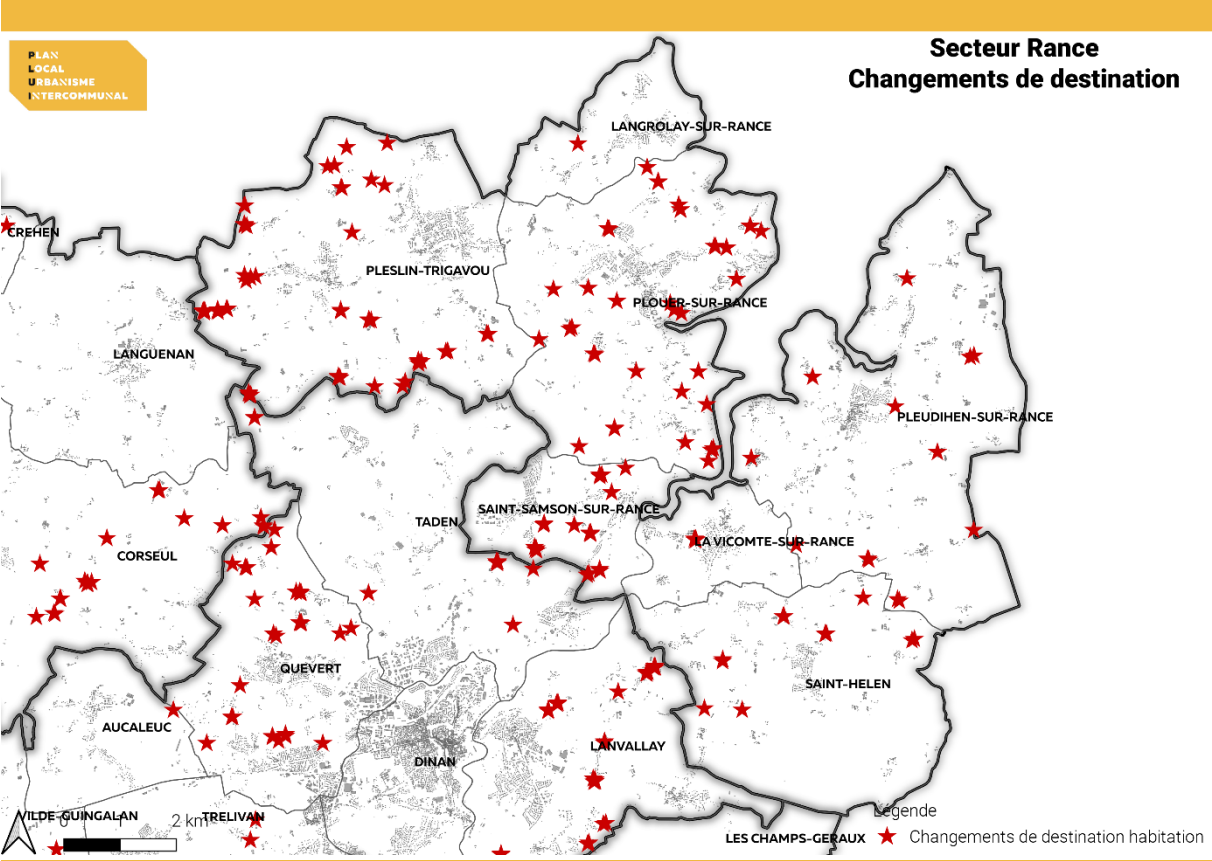 Secteur Rance
Changements de destination
PLAN
LOCAL
URBANISME
INTERCOMMUNAL
LANGROLAY-SUR-RANCE
CREHEN
PLESLIN-TRIGAVOU
PLOUER-SUR-RANCE
LANGUENAN
PLEUDIHEN-SUR-RANCE
SAINT-SAMSON-SUR-RANCE
TADEN
LA VICOMTE-SUR-RANCE
CORSEUL
QUEVERT
SAINT-HELEN
AUCALEUC
LANVALLAY
DINAN
Légende
VILDE-GUINGALAN
TRELIVAN
0 1 2 km
LES CHAMPS-GERAUX
Changements de destination habitation